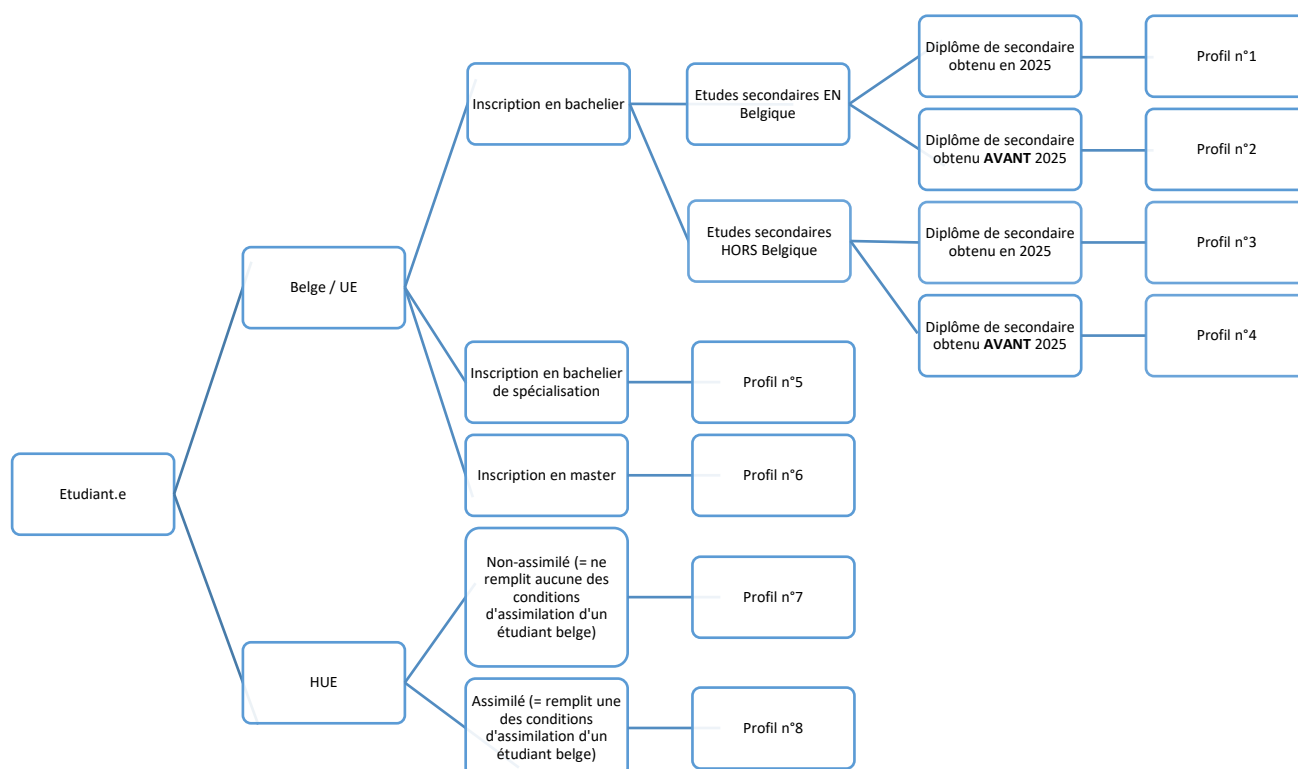 Etudiant.e
Belge / UE
Inscription en bachelier
Etudes secondaires EN
Belgique
Diplôme de secondaire
obtenu en 2025
Profil n°1
Diplôme de secondaire
obtenu AVANT 2025
Profil n°2
Etudes secondaires
HORS Belgique
Diplôme de secondaire
obtenu en 2025
Profil n°3
Diplôme de secondaire
obtenu AVANT 2025
Profil n°4
Inscription en bachelier
de spécialisation
Profil n°5
Inscription en master
Profil n°6
HUE
Non-assimilé (= ne
remplit aucune des
conditions
d'assimilation d'un
étudiant belge)
Profil n°7
Assimilé (= remplit une
des conditions
d'assimilation d'un
étudiant belge)
Profil n°8